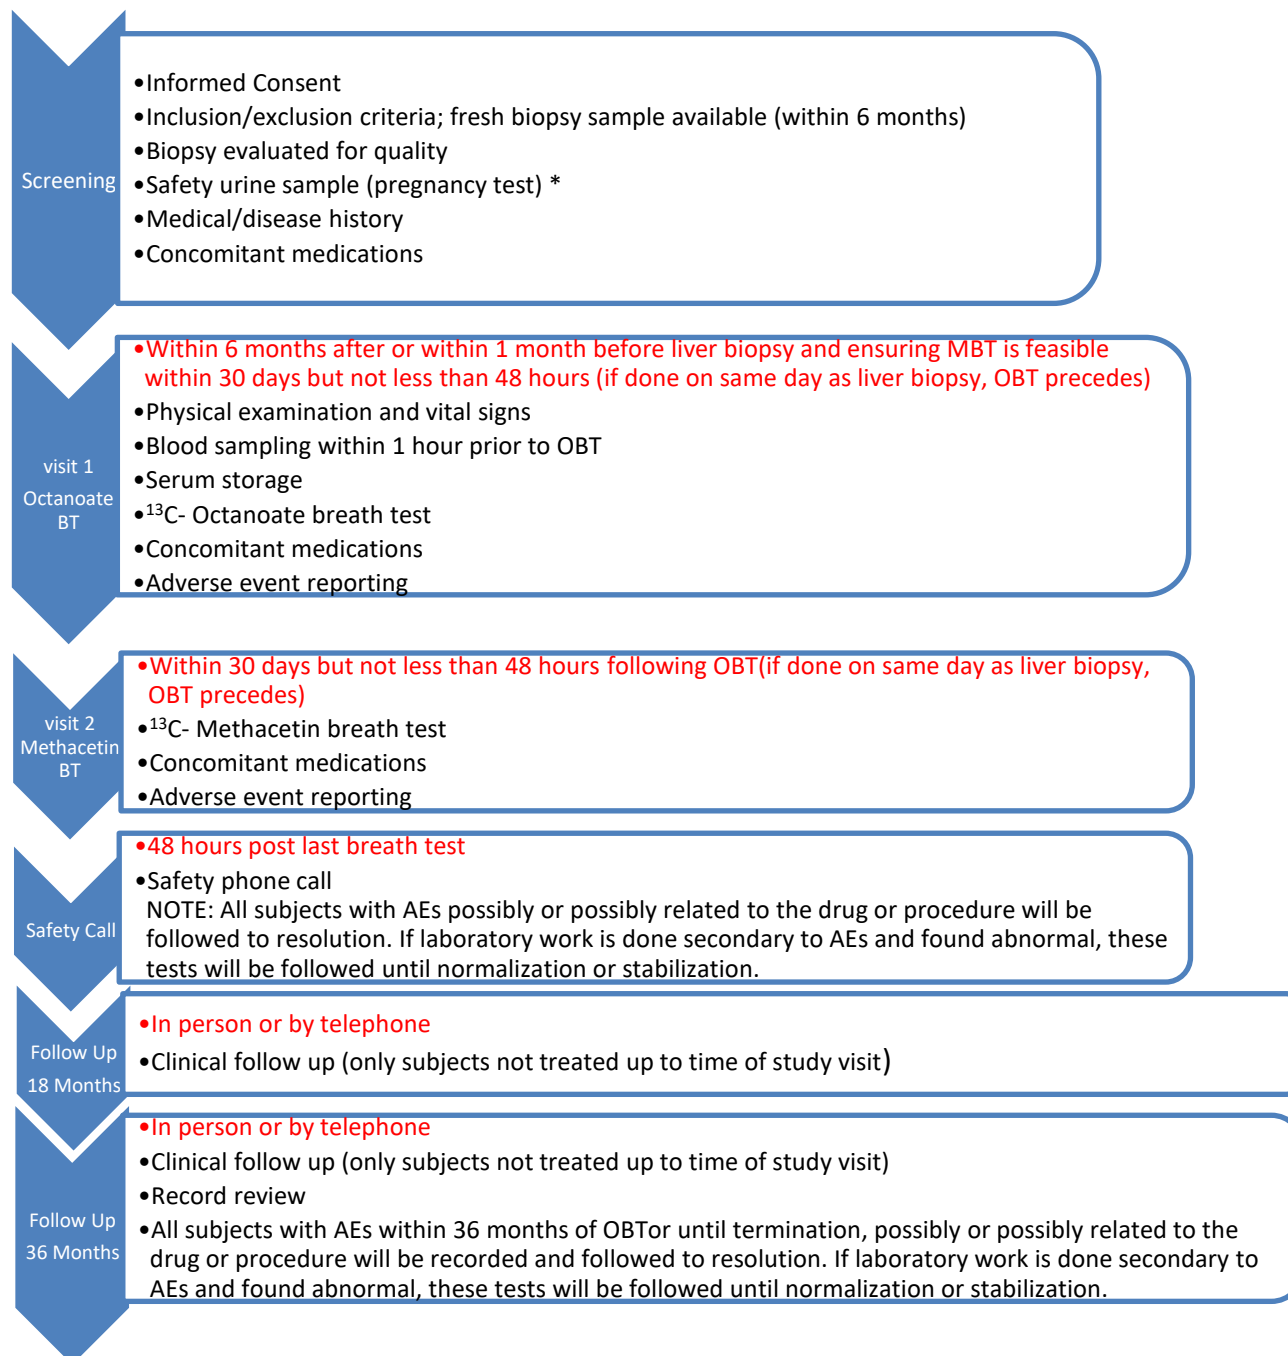 Screening
•Informed Consent
•Inclusion/exclusion criteria; fresh biopsy sample available (within 6 months)
•Biopsy evaluated for quality
•Safety urine sample (pregnancy test) *
•Medical/disease history
•Concomitant medications
visit 1
Octanoate
BT
•Within 6 months after or within 1 month before liver biopsy and ensuring MBT is feasible
within 30 days but not less than 48 hours (if done on same day as liver biopsy, OBT precedes)
•Physical examination and vital signs
•Blood sampling within 1 hour prior to OBT
•Serum storage
•¹³C- Octanoate breath test
•Concomitant medications
•Adverse event reporting
visit 2
Methacetin
BT
•Within 30 days but not less than 48 hours following OBT(if done on same day as liver biopsy,
OBT precedes)
•¹³C- Methacetin breath test
•Concomitant medications
•Adverse event reporting
Safety Call
•48 hours post last breath test
•Safety phone call
NOTE: All subjects with AEs possibly or possibly related to the drug or procedure will be
followed to resolution. If laboratory work is done secondary to AEs and found abnormal, these
tests will be followed until normalization or stabilization.
Follow Up
18 Months
•In person or by telephone
•Clinical follow up (only subjects not treated up to time of study visit)
Follow Up
36 Months
•In person or by telephone
•Clinical follow up (only subjects not treated up to time of study visit)
•Record review
•All subjects with AEs within 36 months of OBTor until termination, possibly or possibly related to the
drug or procedure will be recorded and followed to resolution. If laboratory work is done secondary to
AEs and found abnormal, these tests will be followed until normalization or stabilization.